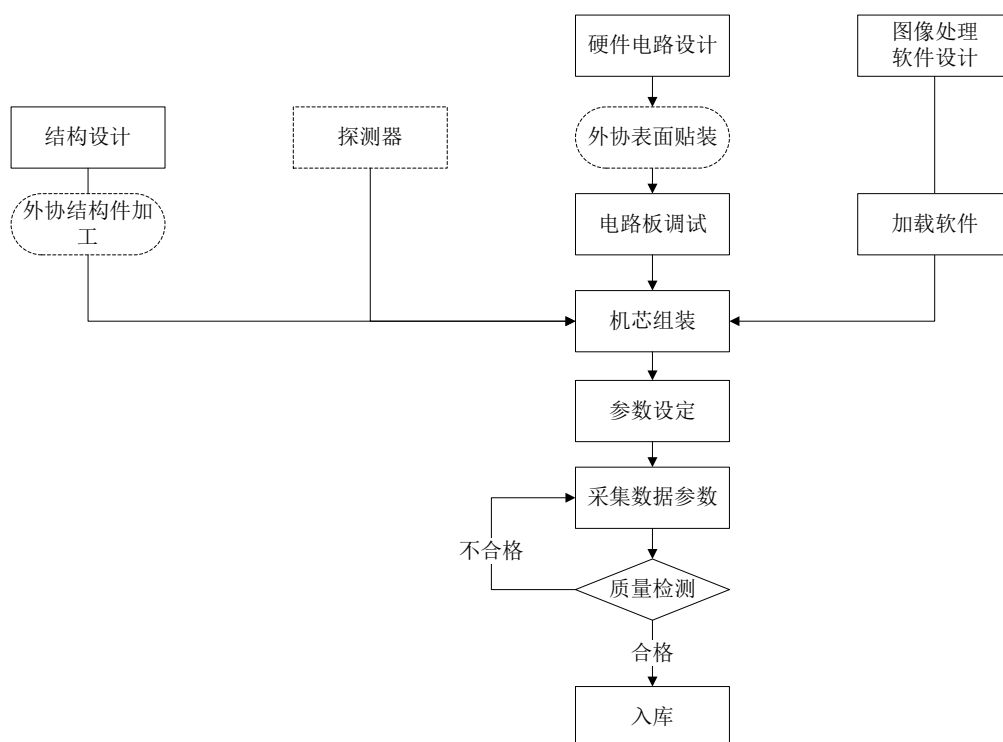 硬件电路设计
图像处理
软件设计
结构设计
探测器
外协表面贴装
外协结构件加
工
电路板调试
加载软件
机芯组装
参数设定
采集数据参数
不合格
质量检测
合格
入库